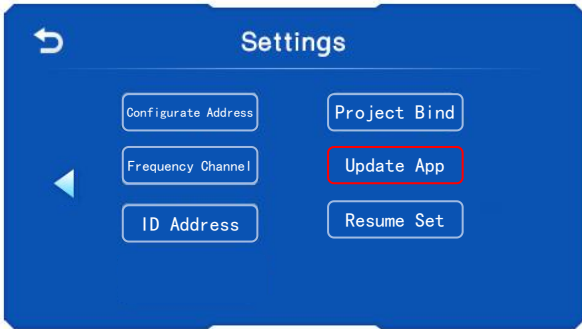 Settings
Configurate Address
Project Bind
Frequency Channel
Update App
ID Address
Resume Set